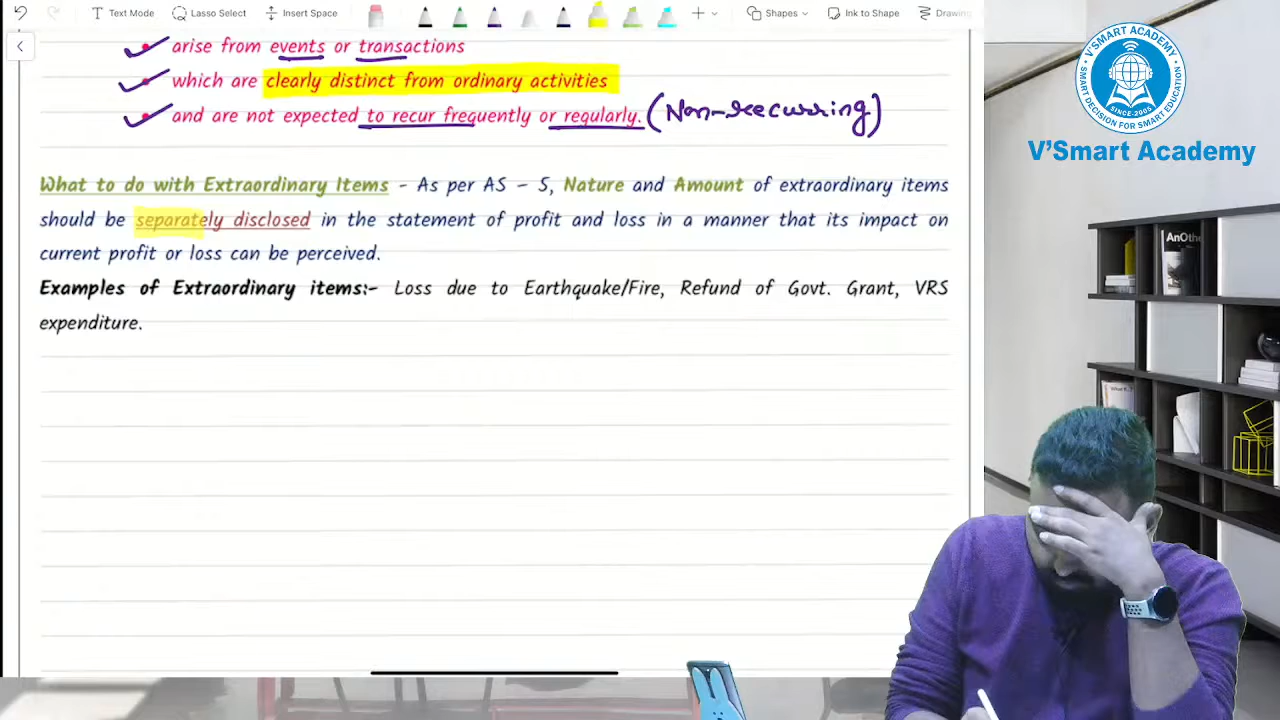 Text Mode Lasso Select Insert Space Shapes Ink to Shape Drawing
arise from events or transactions
which are clearly distinct from ordinary activities
and are not expected to recur frequently or regularly. (Non-recurring)
What to do with Extraordinary Items - As per AS – 5, Nature and Amount of extraordinary items
should be separately disclosed in the statement of profit and loss in a manner that its impact on
current profit or loss can be perceived.
Examples of Extraordinary items:- Loss due to Earthquake/Fire, Refund of Govt. Grant, VRS
expenditure.
V'SMART ACADEMY
SMART DECISION FOR SMART EDUCATION
SINCE-2005
V'Smart Academy